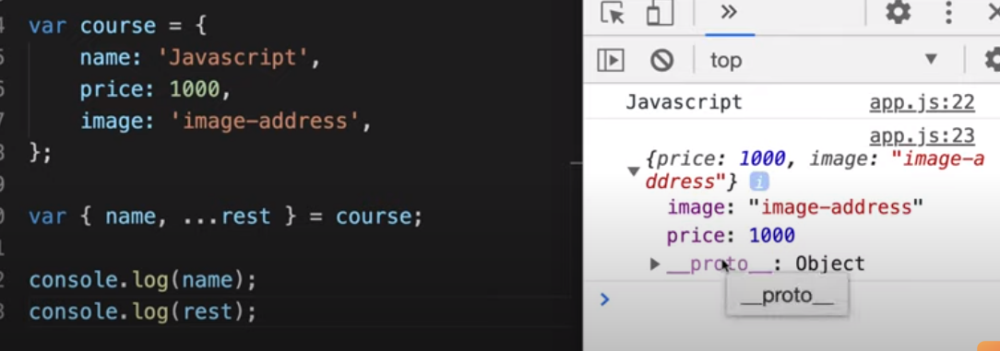 var course = {
name: 'Javascript',
price: 1000,
image: 'image-address',
};
var { name, ...rest } = course;
console.log(name);
console.log(rest);
top
Javascript app.js:22
app.js:23
{price: 1000, image: "image-a
ddress"} i
image: "image-address"
price: 1000
__proto__: Object
__proto__